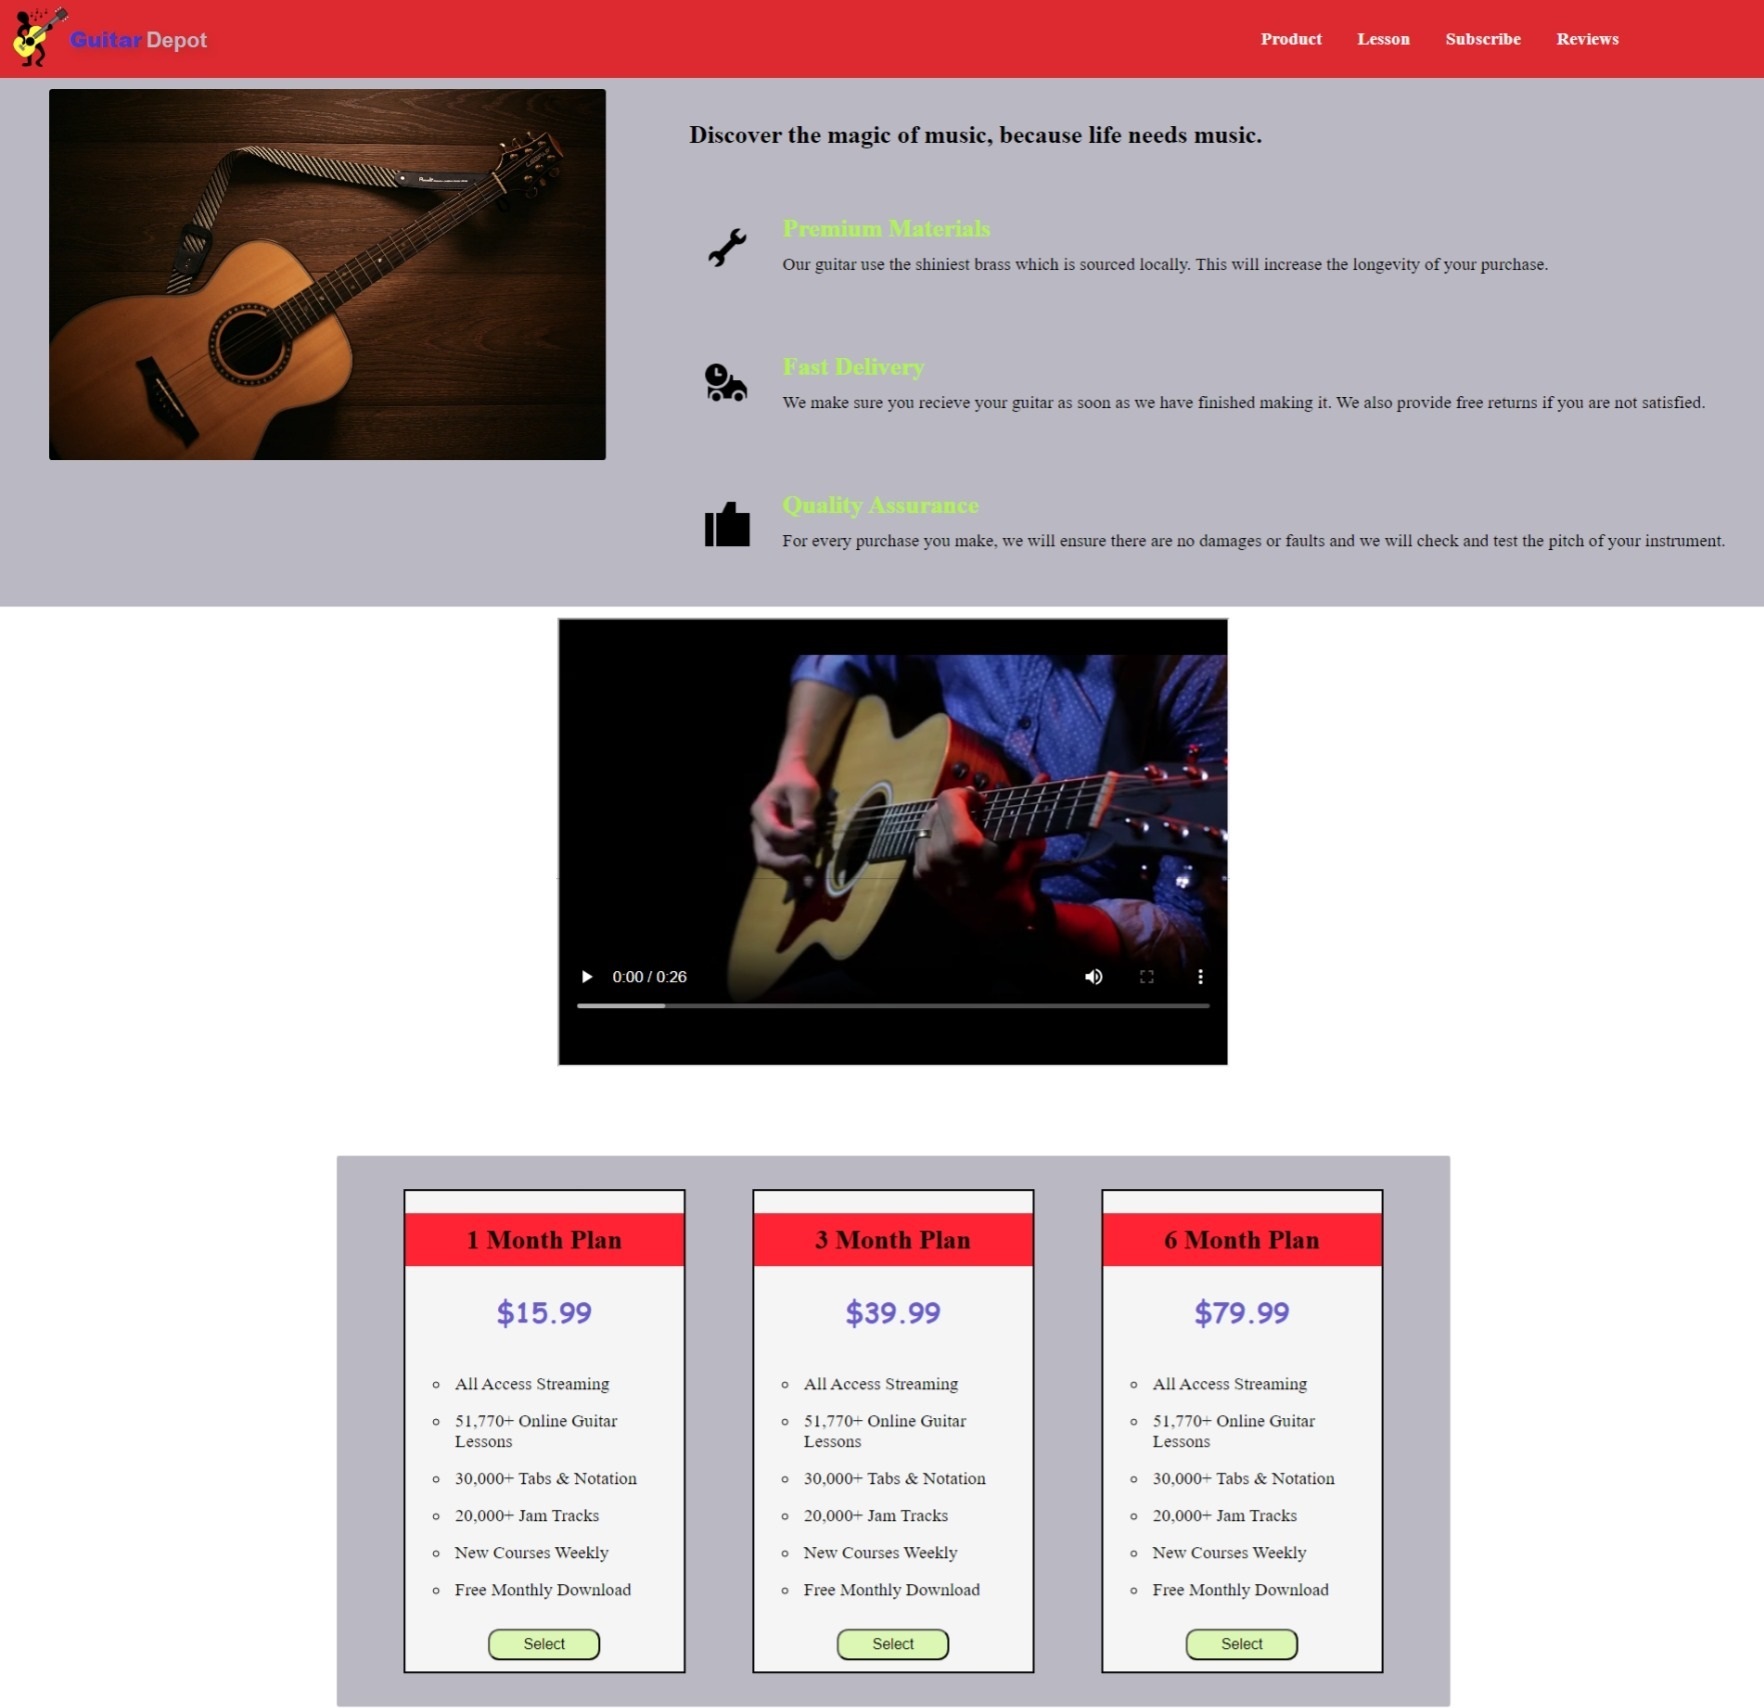 Guitar Depot
Product Lesson Subscribe Reviews
Discover the magic of music, because life needs music.
Premium Materials
Our guitar use the shiniest brass which is sourced locally. This will increase the longevity of your purchase.
Fast Delivery
We make sure you recieve your guitar as soon as we have finished making it. We also provide free returns if you are not satisfied.
Quality Assurance
For every purchase you make, we will ensure there are no damages or faults and we will check and test the pitch of your instrument.
0:00 / 0:26
1 Month Plan
$15.99
All Access Streaming
51,770+ Online Guitar
Lessons
30,000+ Tabs & Notation
20,000+ Jam Tracks
New Courses Weekly
Free Monthly Download
Select
3 Month Plan
$39.99
All Access Streaming
51,770+ Online Guitar
Lessons
30,000+ Tabs & Notation
20,000+ Jam Tracks
New Courses Weekly
Free Monthly Download
Select
6 Month Plan
$79.99
All Access Streaming
51,770+ Online Guitar
Lessons
30,000+ Tabs & Notation
20,000+ Jam Tracks
New Courses Weekly
Free Monthly Download
Select